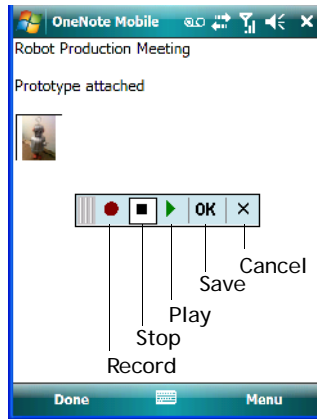 OneNote Mobile
Robot Production Meeting
Prototype attached
OK
Cancel
Save
Play
Stop
Record
Done Menu